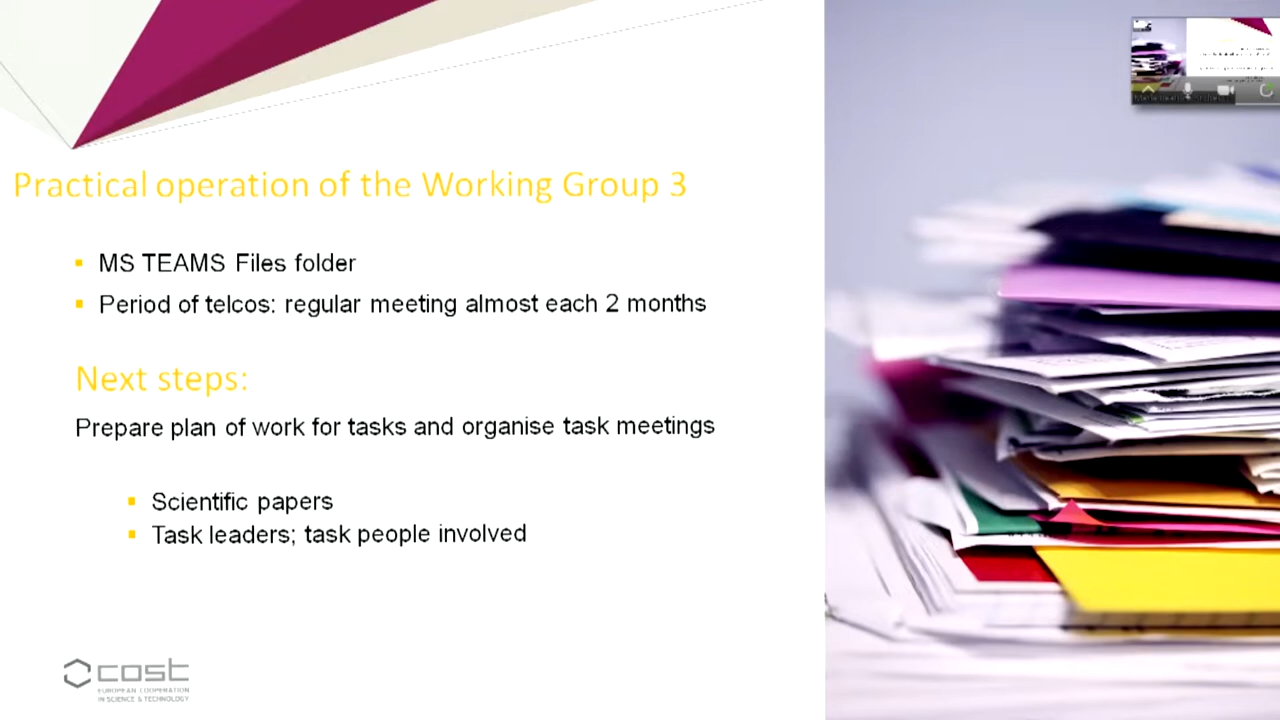 Practical operation of the Working Group 3
MS TEAMS Files folder
Period of telcos: regular meeting almost each 2 months
Next steps:
Prepare plan of work for tasks and organise task meetings
Scientific papers
Task leaders; task people involved
cost
EUROPEAN COOPERATION
IN SCIENCE & TECHNOLOGY